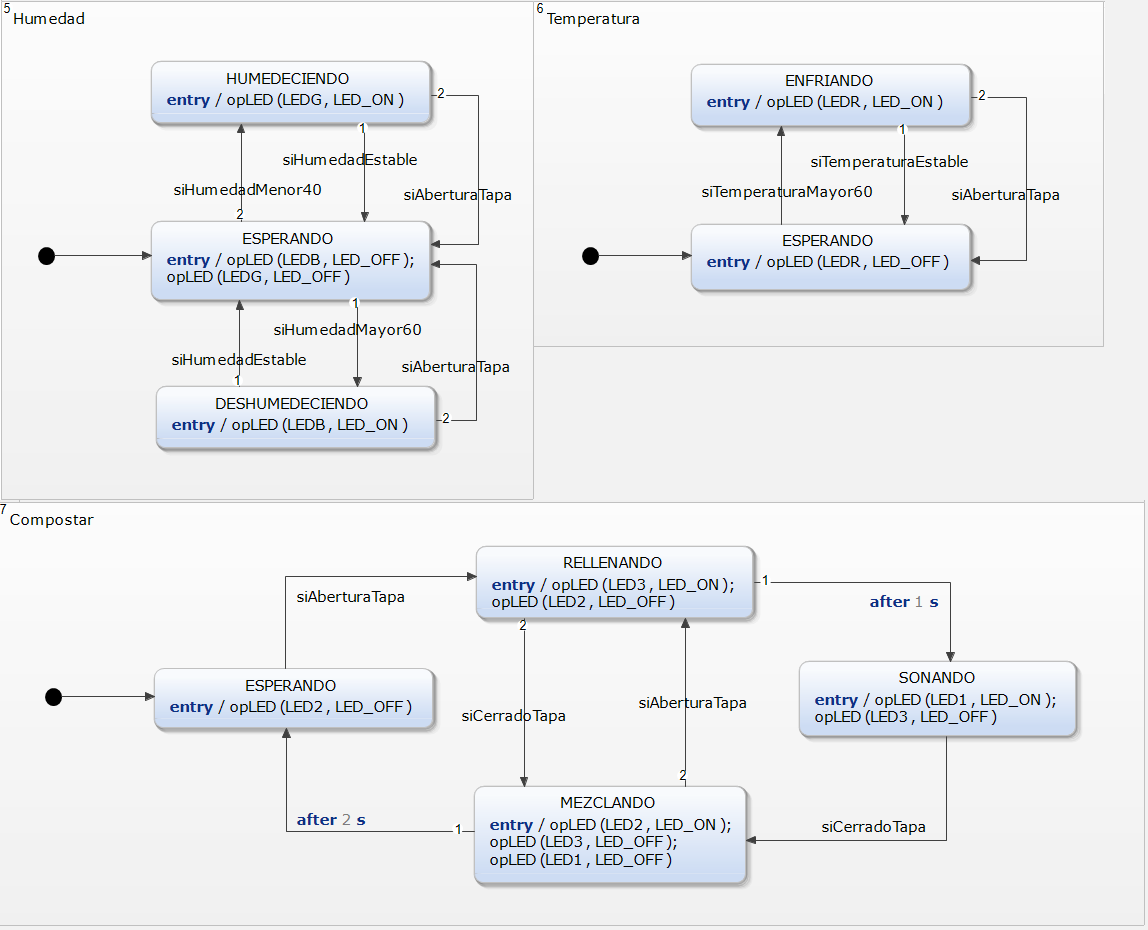 5
Humedad
HUMEDECIENDO
entry / opLED (LEDG , LED_ON )
2
1
siHumedadEstable
siHumedadMenor40
siAberturaTapa
2
ESPERANDO
entry / opLED (LEDB , LED_OFF );
opLED (LEDG , LED_OFF )
1
siHumedadMayor60
siHumedadEstable
siAberturaTapa
1
DESHUMEDECIENDO
entry / opLED (LEDB , LED_ON )
2
6
Temperatura
ENFRIANDO
entry / opLED (LEDR , LED_ON )
2
1
siTemperaturaEstable
siTemperaturaMayor60
siAberturaTapa
ESPERANDO
entry / opLED (LEDR , LED_OFF )
7
Compostar
RELLENANDO
entry / opLED (LED3 , LED_ON );
opLED (LED2 , LED_OFF )
1
siAberturaTapa
after 1 s
2
ESPERANDO
entry / opLED (LED2 , LED_OFF )
SONANDO
entry / opLED (LED1 , LED_ON );
opLED (LED3 , LED_OFF )
siAberturaTapa
siCerradoTapa
2
MEZCLANDO
entry / opLED (LED2 , LED_ON );
opLED (LED3 , LED_OFF );
opLED (LED1 , LED_OFF )
after 2 s
1
siCerradoTapa